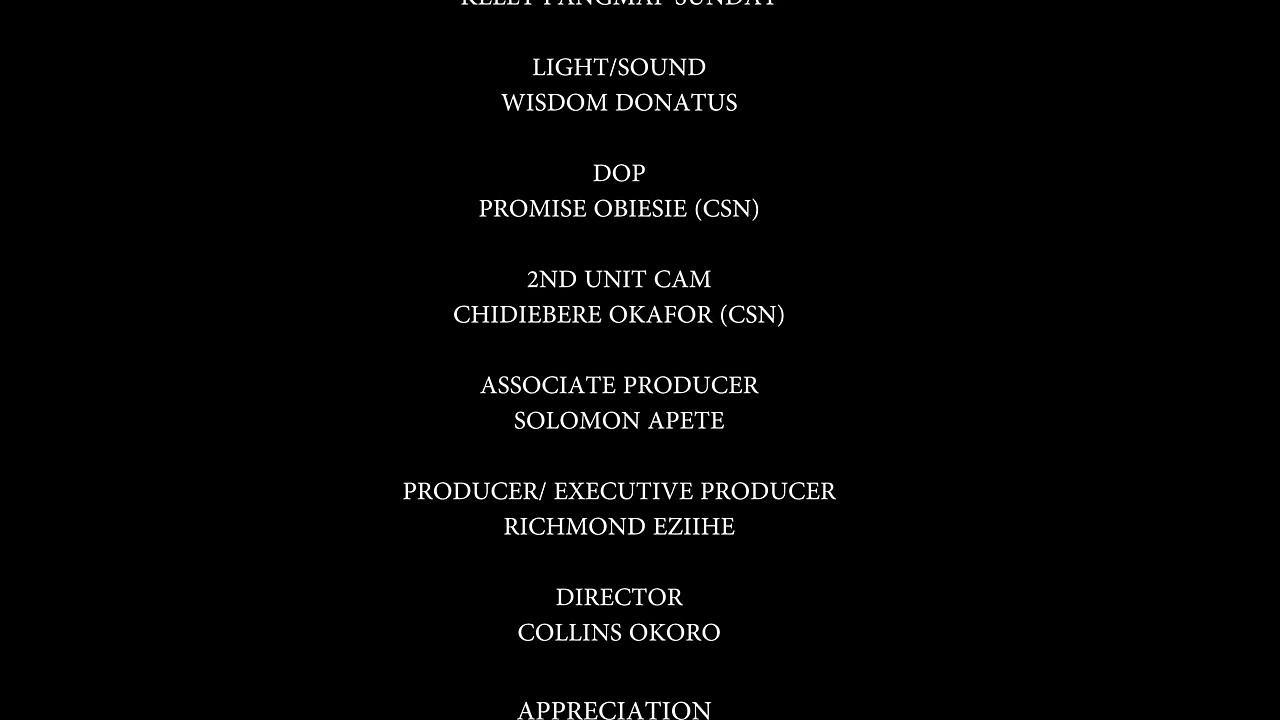 SUNDAY
LIGHT/SOUND
WISDOM DONATUS
DOP
PROMISE OBIESIE (CSN)
2ND UNIT CAM
CHIDIEBERE OKAFOR (CSN)
ASSOCIATE PRODUCER
SOLOMON APETE
PRODUCER/ EXECUTIVE PRODUCER
RICHMOND EZIIHE
DIRECTOR
COLLINS OKORO
APPRECIATION